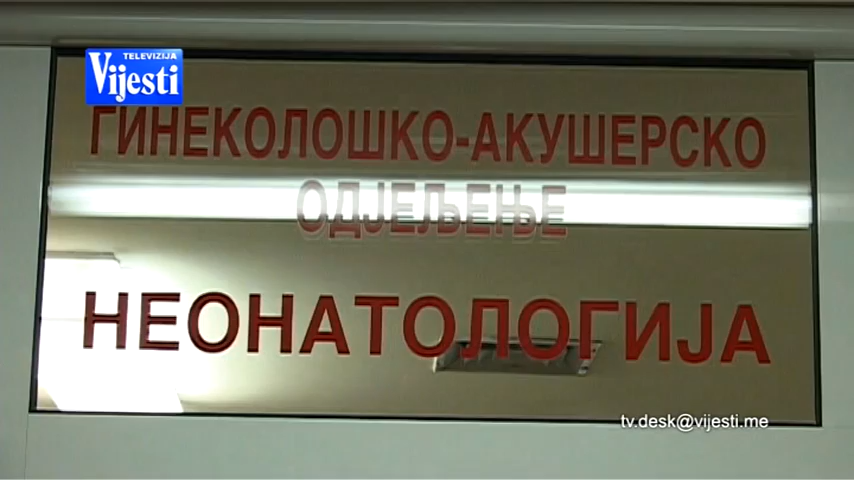 TELEVIZIJA
Vijesti
ГИНЕКОЛОШКО-АКУШЕРСКО
ОДЈЕЉЕЊЕ
НЕОНАТОЛОГИЈА
tv.desk@vijesti.me